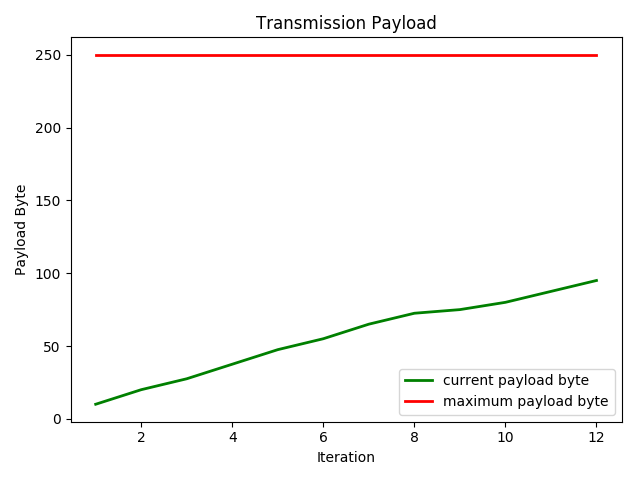 Transmission Payload
Payload Byte
250
200
150
100
50
0
2 4 6 8 10 12
Iteration
current payload byte
maximum payload byte